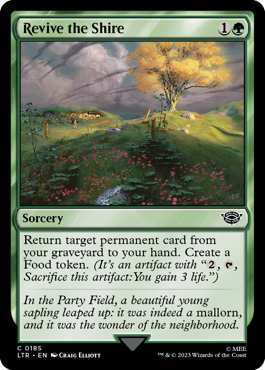 Revive the Shire 1
Sorcery
Return target permanent card from
your graveyard to your hand. Create a
Food token. (It's an artifact with “2, ,
Sacrifice this artifact:You gain 3 life.”)
In the Party Field, a beautiful young
sapling leaped up: it was indeed a mallorn,
and it was the wonder of the neighborhood.
C 0185
LTR • EN Craig Elliott
© MEE
™ & © 2023 Wizards of the Coast